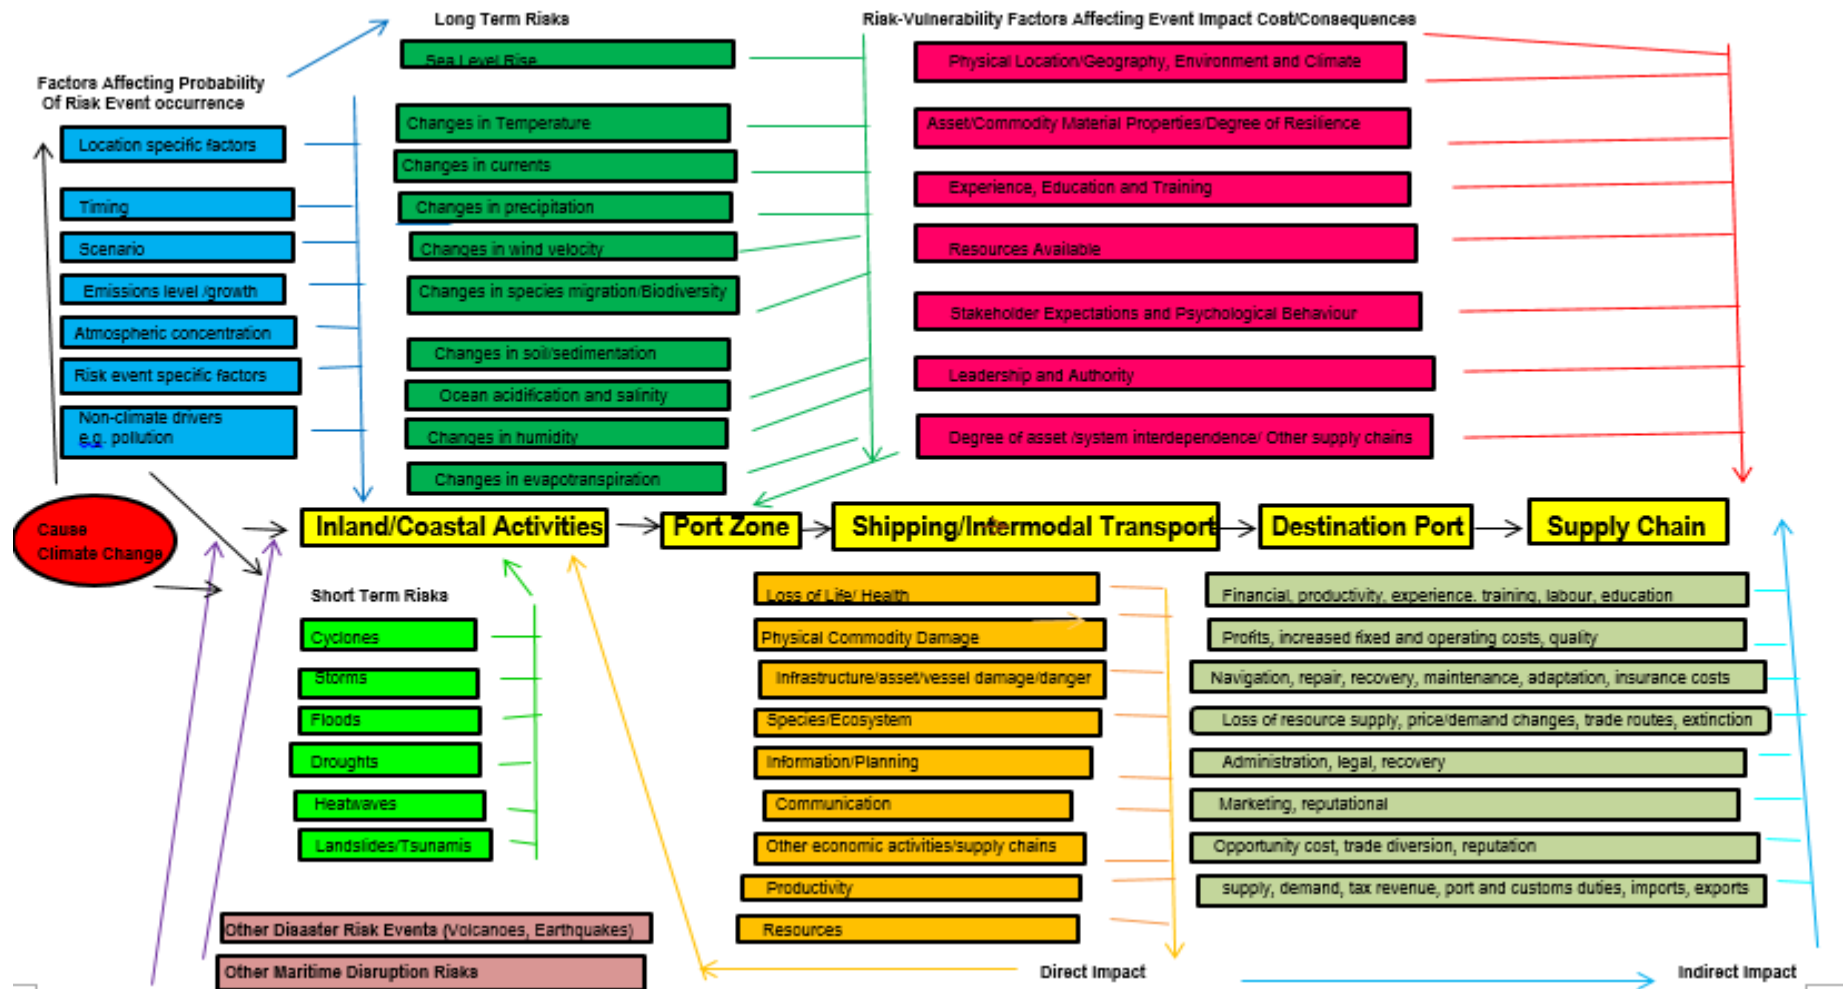 Long Term Risks
Risk-Vulnerability Factors Affecting Event Impact Cost/Consequences
Factors Affecting Probability
Of Risk Event occurrence
Location specific factors
Timing
Scenario
Emissions level /growth
Atmospheric concentration
Risk event specific factors
Non-climate drivers
e.g. pollution
Sea Level Rise
Changes in Temperature
Changes in currents
Changes in precipitation
Changes in wind velocity
Changes in species migration/Biodiversity
Changes in soil/sedimentation
Ocean acidification and salinity
Changes in humidity
Changes in evapotranspiration
Physical Location/Geography, Environment and Climate
Asset/Commodity Material Properties/Degree of Resilience
Experience, Education and Training
Resources Available
Stakeholder Expectations and Psychological Behaviour
Leadership and Authority
Degree of asset /system interdependence/ Other supply chains
Cause
Climate Change
Inland/Coastal Activities
Port Zone
Shipping/Intermodal Transport
Destination Port
Supply Chain
Short Term Risks
Cyclones
Storms
Floods
Droughts
Heatwaves
Landslides/Tsunamis
Other Disaster Risk Events (Volcanoes, Earthquakes)
Other Maritime Disruption Risks
Loss of Life/ Health
Physical Commodity Damage
Infrastructure/asset/vessel damage/danger
Species/Ecosystem
Information/Planning
Communication
Other economic activities/supply chains
Productivity
Resources
Financial, productivity, experience. training, labour, education
Profits, increased fixed and operating costs, quality
Navigation, repair, recovery, maintenance, adaptation, insurance costs
Loss of resource supply, price/demand changes, trade routes, extinction
Administration, legal, recovery
Marketing, reputational
Opportunity cost, trade diversion, reputation
supply, demand, tax revenue, port and customs duties, imports, exports
Direct Impact
Indirect Impact